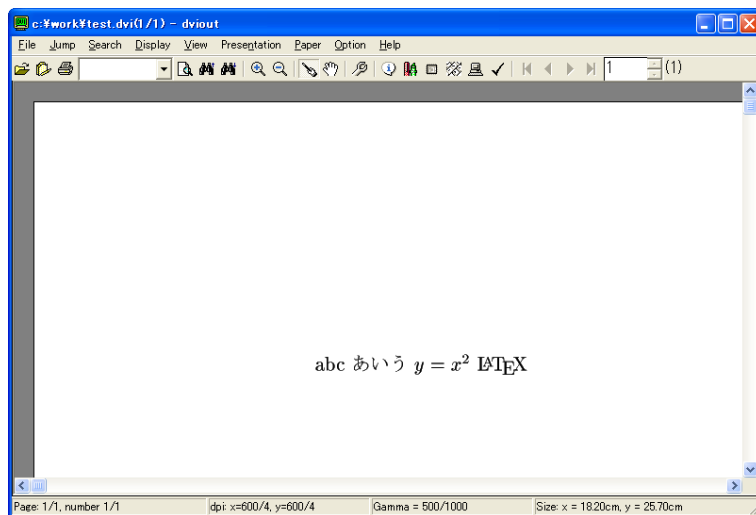 c:¥work¥test.dvi(1/1) - dviout
File Jump Search Display View Presentation Paper Option Help
1 (1)
abc あいう y = x² LATEX
Page: 1/1, number 1/1 dpi: x=600/4, y=600/4 Gamma = 500/1000 Size: x = 18.20cm, y = 25.70cm